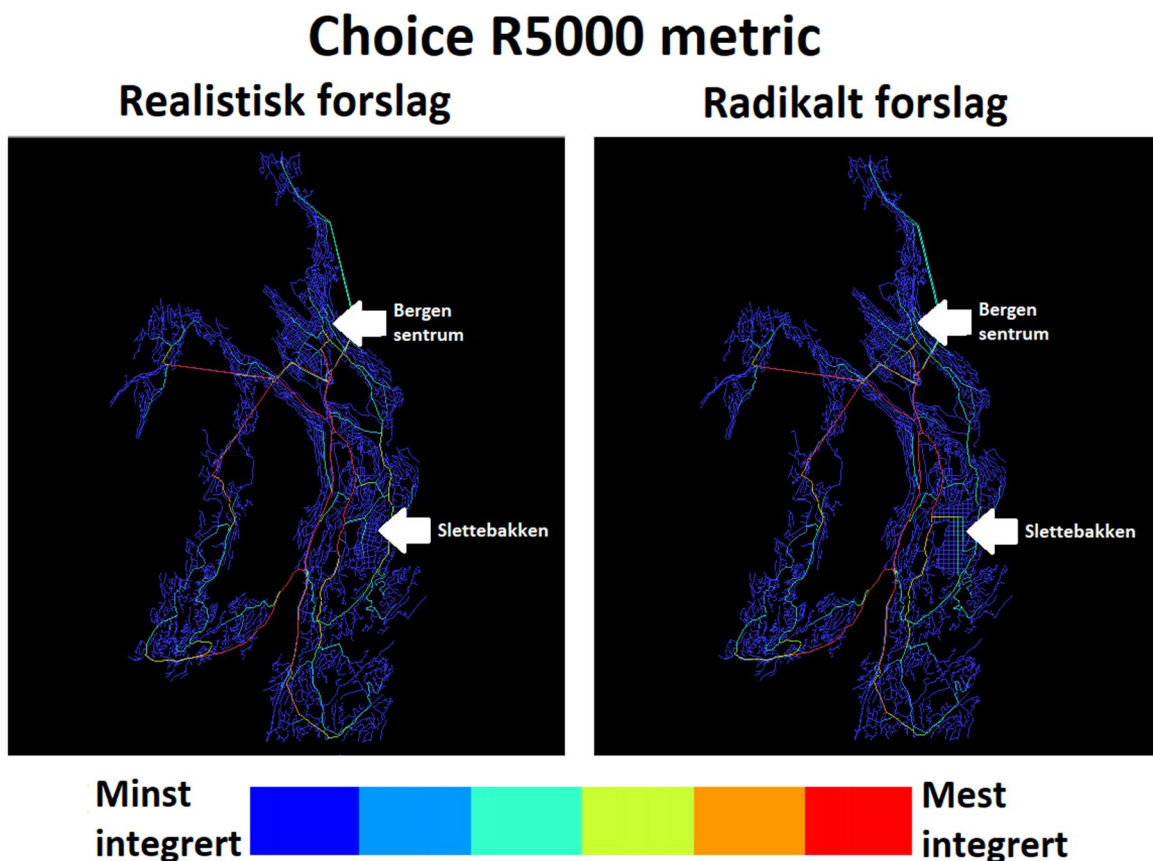 Choice R5000 metric
Realistisk forslag
Radikalt forslag
Bergen
sentrum
Slettebakken
Bergen
sentrum
Slettebakken
Minst
integrert
Mest
integrert